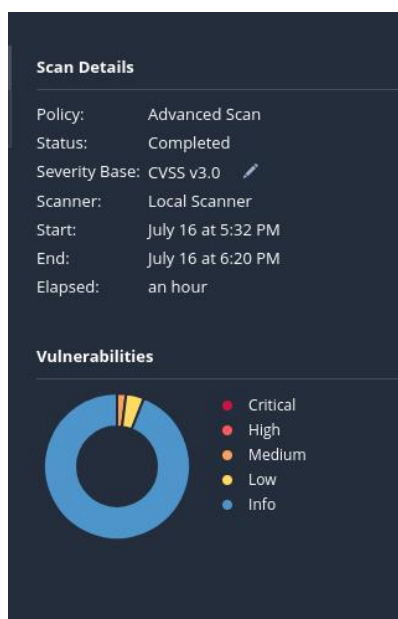 Scan Details
Policy: Advanced Scan
Status: Completed
Severity Base: CVSS v3.0
Scanner: Local Scanner
Start: July 16 at 5:32 PM
End: July 16 at 6:20 PM
Elapsed: an hour
Vulnerabilities
Critical
High
Medium
Low
Info